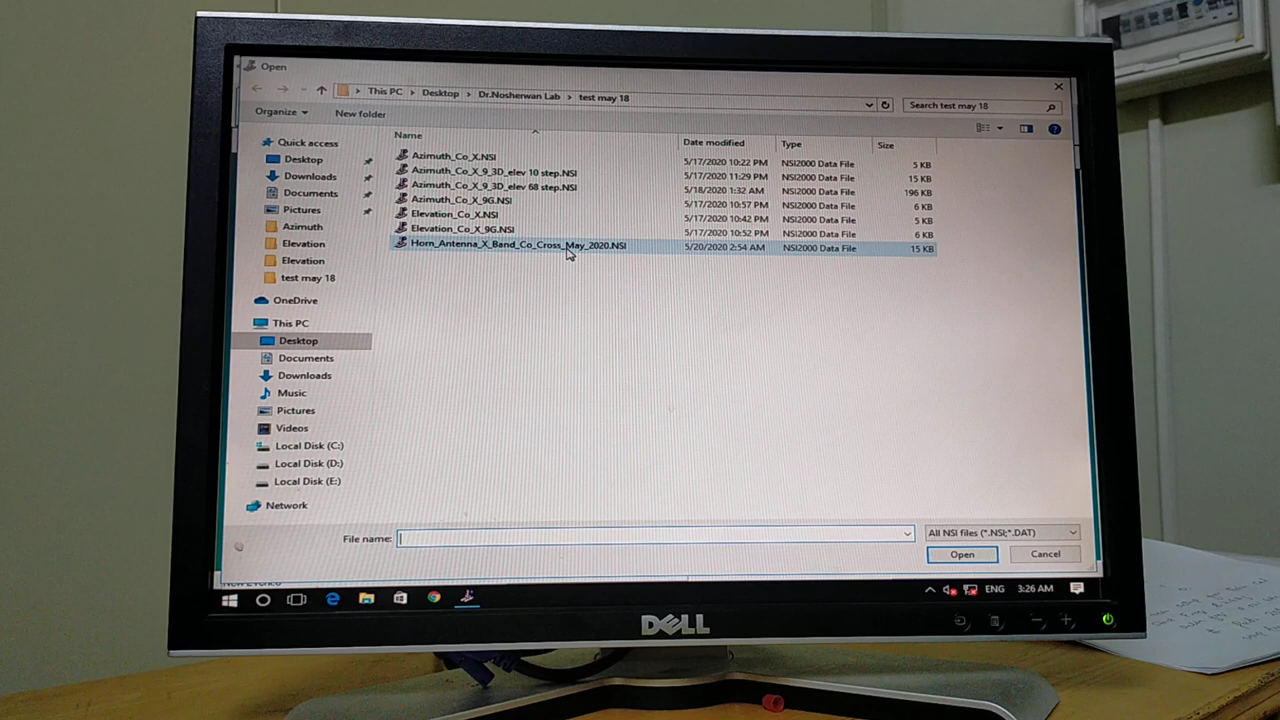 Open
This PC > Desktop > Dr.Nosherwan Lab > test may 18
Search test may 18
Organize
New folder
Name Date modified Type Size
Azimuth_Co_X.NSI 5/17/2020 10:22 PM NSI2000 Data File 5 KB
Azimuth_Co_X_9_3D_elev 10 step.NSI 5/17/2020 11:29 PM NSI2000 Data File 15 KB
Azimuth_Co_X_9_3D_elev 68 step.NSI 5/18/2020 1:32 AM NSI2000 Data File 196 KB
Azimuth_Co_X_9G.NSI 5/17/2020 10:57 PM NSI2000 Data File 6 KB
Elevation_Co_X.NSI 5/17/2020 10:42 PM NSI2000 Data File 5 KB
Elevation_Co_X_9G.NSI 5/17/2020 10:52 PM NSI2000 Data File 6 KB
Horn_Antenna_X_Band_Co_Cross_May_2020.NSI 5/20/2020 2:54 AM NSI2000 Data File 15 KB
Quick access
Desktop
Downloads
Documents
Pictures
Azimuth
Elevation
Elevation
test may 18
OneDrive
This PC
Desktop
Documents
Downloads
Music
Pictures
Videos
Local Disk (C:)
Local Disk (D:)
Local Disk (E:)
Network
File name:
All NSI files (*.NSI;*.DAT)
Open
Cancel
ENG 3:26 AM
DELL